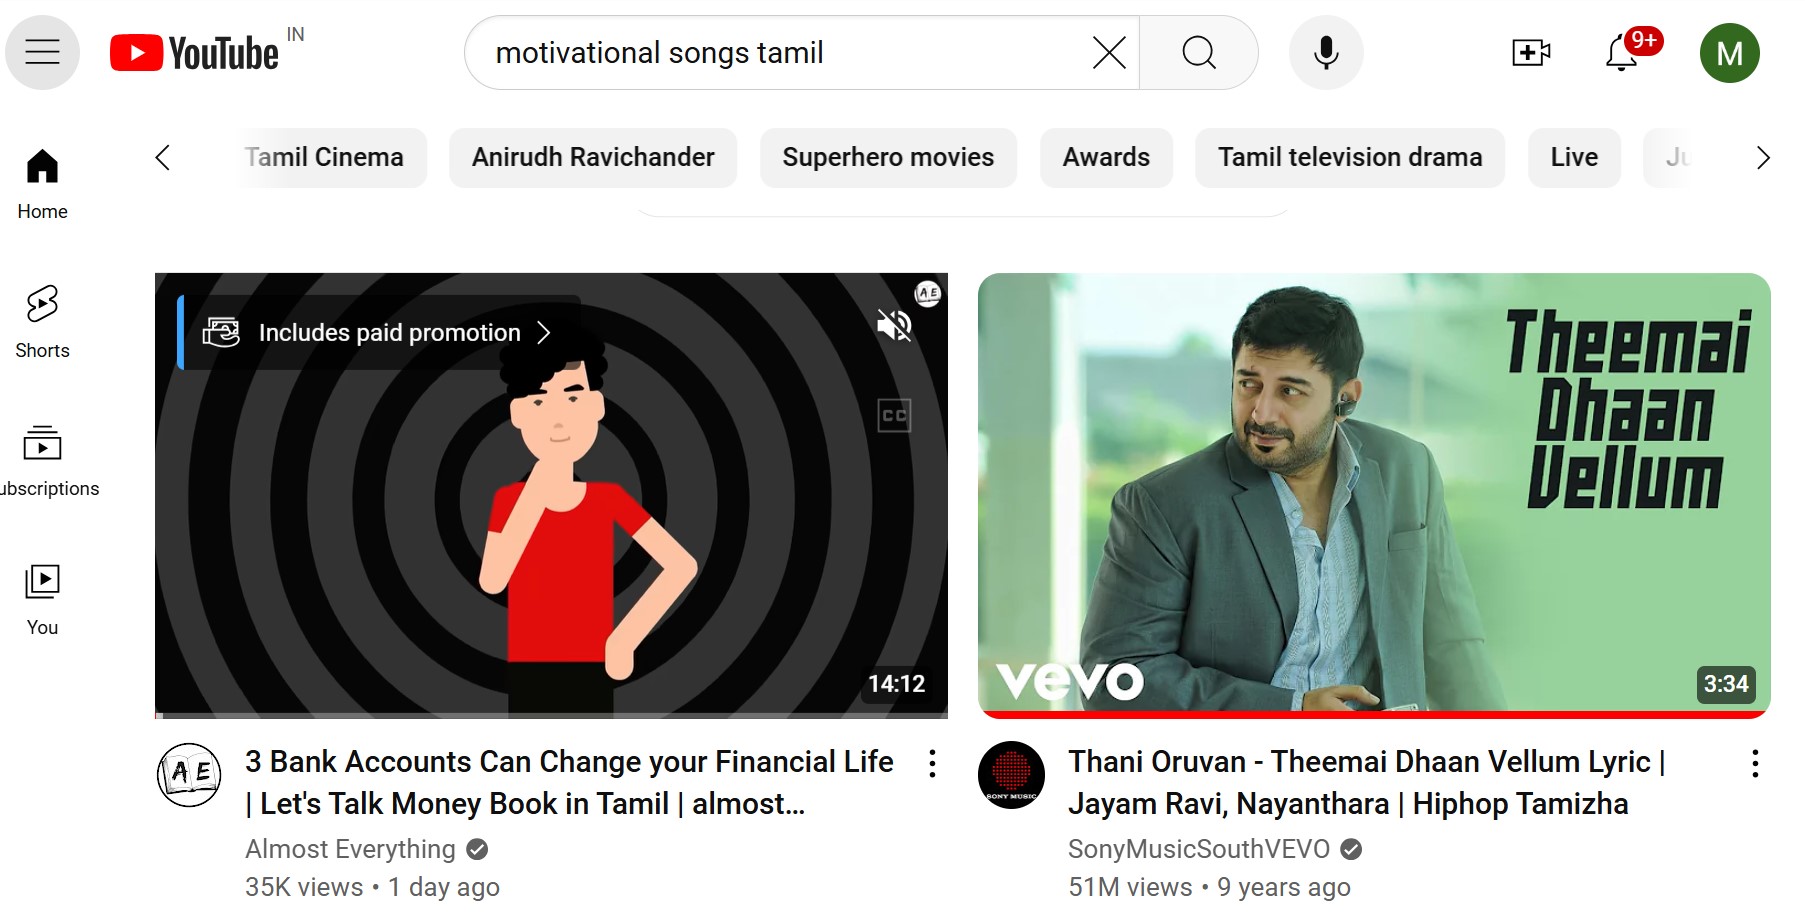 YouTube IN
motivational songs tamil
9+
M
Tamil Cinema
Anirudh Ravichander
Superhero movies
Awards
Tamil television drama
Live
Home
Shorts
ubscriptions
You
Includes paid promotion
AE
CC
14:12
Theemai
Dhaan
Vellum
vevo
3:34
AE
3 Bank Accounts Can Change your Financial Life
| Let's Talk Money Book in Tamil | almost...
Almost Everything
35K views • 1 day ago
SONY MUSIC
Thani Oruvan - Theemai Dhaan Vellum Lyric |
Jayam Ravi, Nayanthara | Hiphop Tamizha
SonyMusicSouthVEVO
51M views • 9 years ago